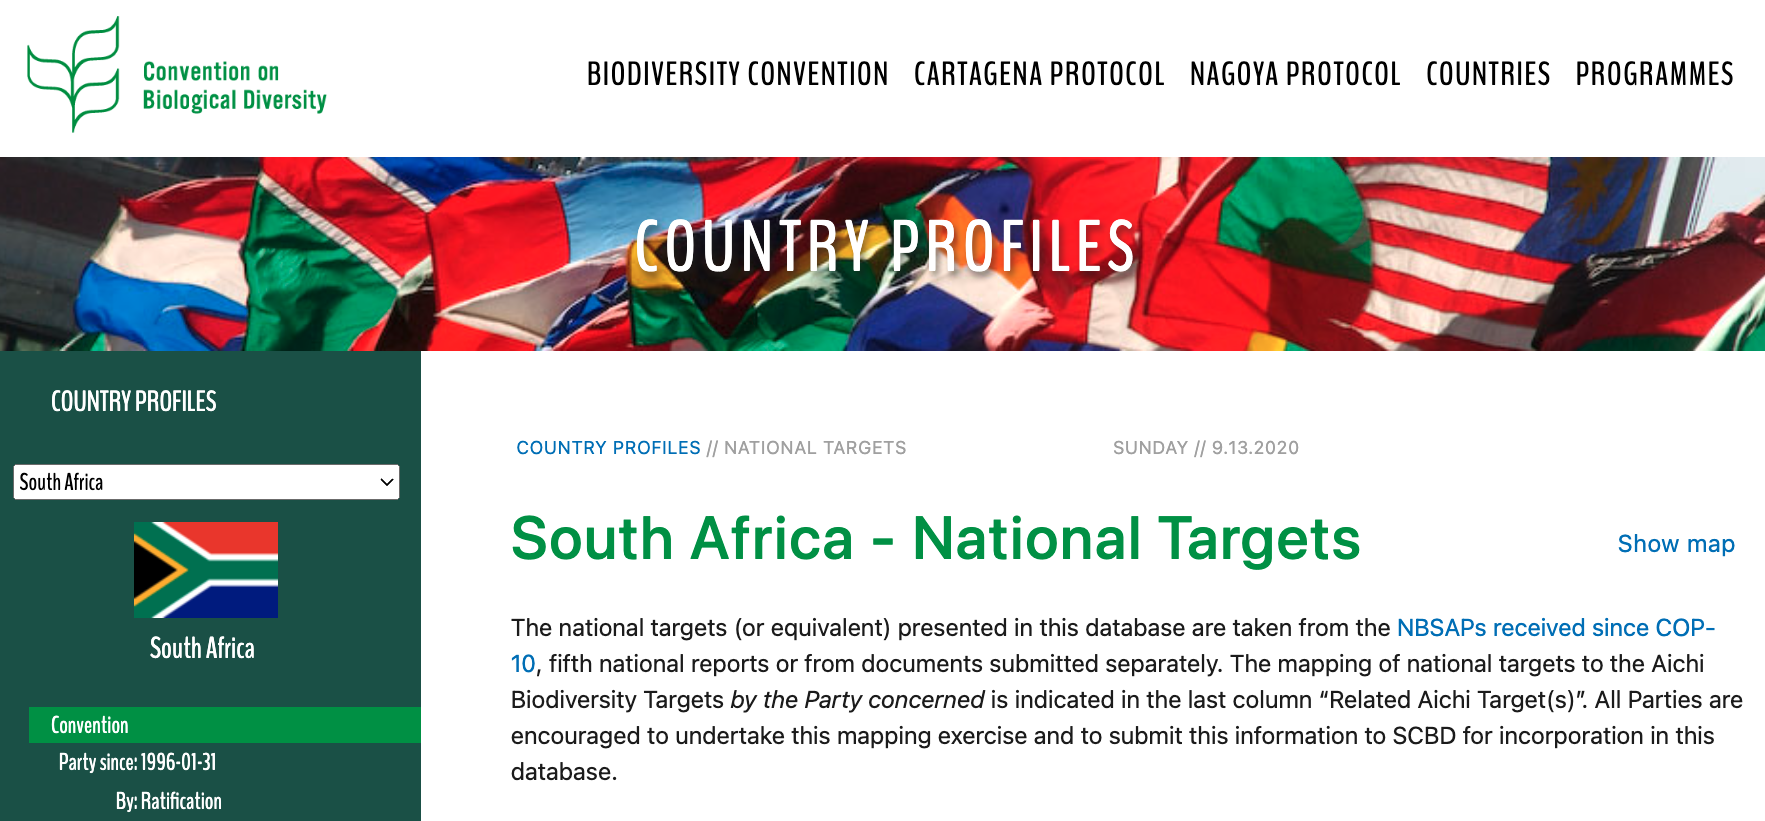 Convention on
Biological Diversity
BIODIVERSITY CONVENTION CARTAGENA PROTOCOL NAGOYA PROTOCOL COUNTRIES PROGRAMMES
COUNTRY PROFILES
COUNTRY PROFILES
South Africa
South Africa
Convention
Party since: 1996-01-31
By: Ratification
COUNTRY PROFILES // NATIONAL TARGETS
SUNDAY // 9.13.2020
South Africa - National Targets
Show map
The national targets (or equivalent) presented in this database are taken from the NBSAPs received since COP-
10, fifth national reports or from documents submitted separately. The mapping of national targets to the Aichi
Biodiversity Targets by the Party concerned is indicated in the last column “Related Aichi Target(s)”. All Parties are
encouraged to undertake this mapping exercise and to submit this information to SCBD for incorporation in this
database.